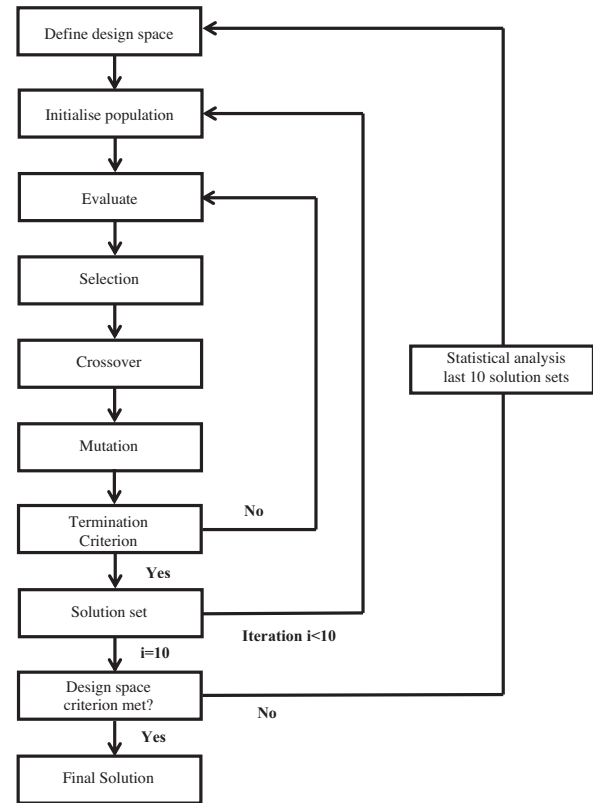 Define design space
Initialise population
Evaluate
Selection
Crossover
Statistical analysis
last 10 solution sets
Mutation
No
Termination
Criterion
Yes
Solution set
Iteration i<10
i=10
Design space
criterion met?
No
Yes
Final Solution